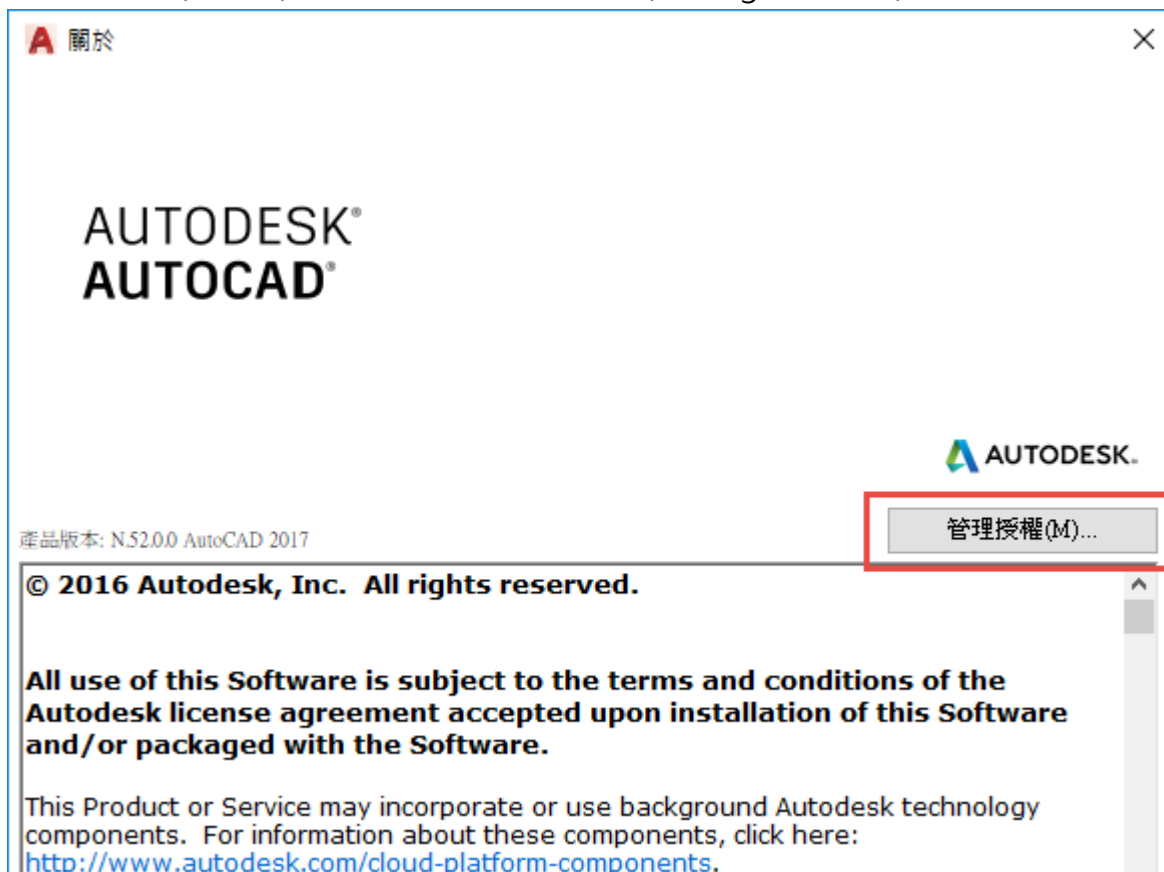 關於
AUTODESK®
AUTOCAD®
AUTODESK.
管理授權(M)...
產品版本: N.52.0.0 AutoCAD 2017
© 2016 Autodesk, Inc.  All rights reserved.
All use of this Software is subject to the terms and conditions of the
Autodesk license agreement accepted upon installation of this Software
and/or packaged with the Software.
This Product or Service may incorporate or use background Autodesk technology
components.  For information about these components, click here:
http://www.autodesk.com/cloud-platform-components.